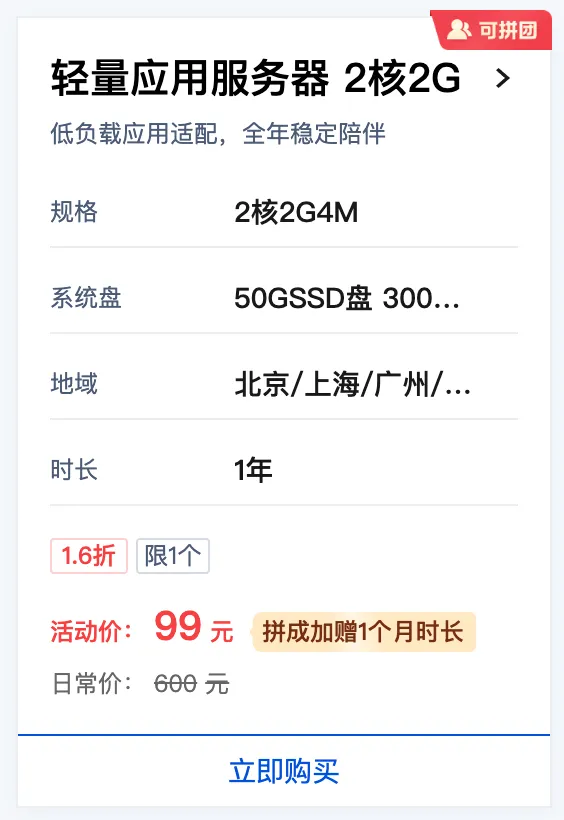 可拼团
轻量应用服务器 2核2G
低负载应用适配，全年稳定陪伴
规格 2核2G4M
系统盘 50GSSD盘 300...
地域 北京/上海/广州/...
时长 1年
1.6折 限1个
活动价： 99 元 拼成加赠1个月时长
日常价： 600 元
立即购买